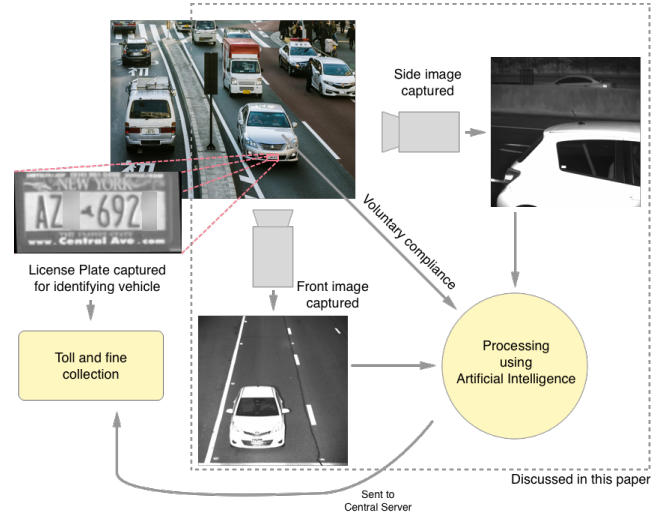 Side image
captured
NEW YORK
AZ 692
www.Central Ave.com
Voluntary compliance
License Plate captured
for identifying vehicle
Front image
captured
Toll and fine
collection
Processing
using
Artificial Intelligence
Discussed in this paper
Sent to
Central Server